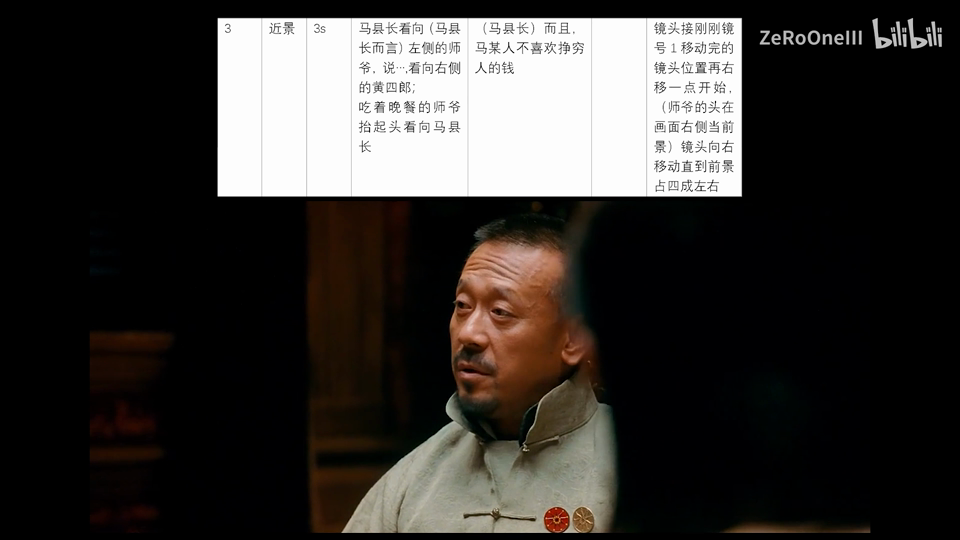 3
近景
3s
马县长看向（马县
长而言）左侧的师
爷，说…,看向右侧
的黄四郎；
吃着晚餐的师爷
抬起头看向马县
长
（马县长）而且，
马某人不喜欢挣穷
人的钱
镜头接刚刚镜
号 1 移动完的
镜头位置再右
移一点开始，
（师爷的头在
画面右侧当前
景）镜头向右
移动直到前景
占四成左右
ZeRoOneIII bilibili